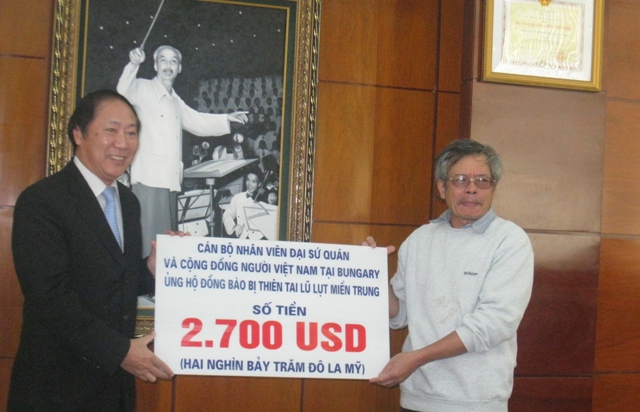 CÁN BỘ NHÂN VIÊN ĐẠI SỨ QUÁN
VÀ CỘNG ĐỒNG NGƯỜI VIỆT NAM TẠI BUNGARY
ỦNG HỘ ĐỒNG BÀO BỊ THIÊN TAI LŨ LỤT MIỀN TRUNG
SỐ TIỀN
2.700 USD
(HAI NGHÌN BẢY TRĂM ĐÔ LA MỸ)